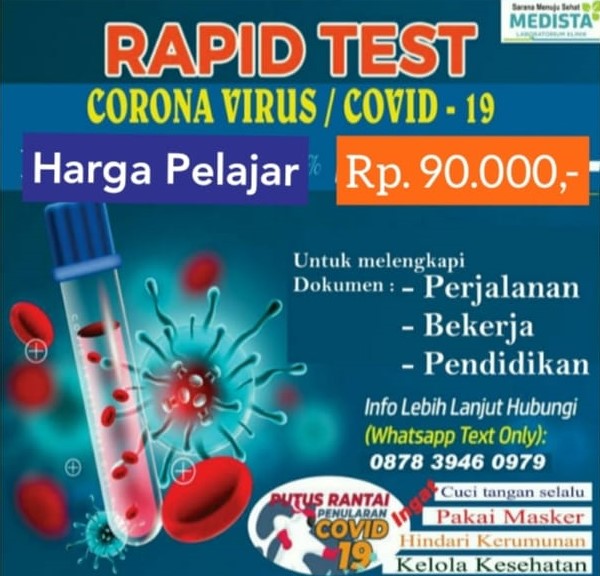 Sarana Menuju Sehat
MEDISTA
LABORATORIUM KLINIK
RAPID TEST
CORONA VIRUS / COVID - 19
Harga Pelajar % Rp. 90.000,-
Untuk melengkapi
Dokumen : - Perjalanan
- Bekerja
- Pendidikan
Info Lebih Lanjut Hubungi
(Whatsapp Text Only):
0878 3946 0979
PUTUS RANTAI
PENULARAN
COVID
19
Ingat
Cuci tangan selalu
Pakai Masker
Hindari Kerumunan
Kelola Kesehatan